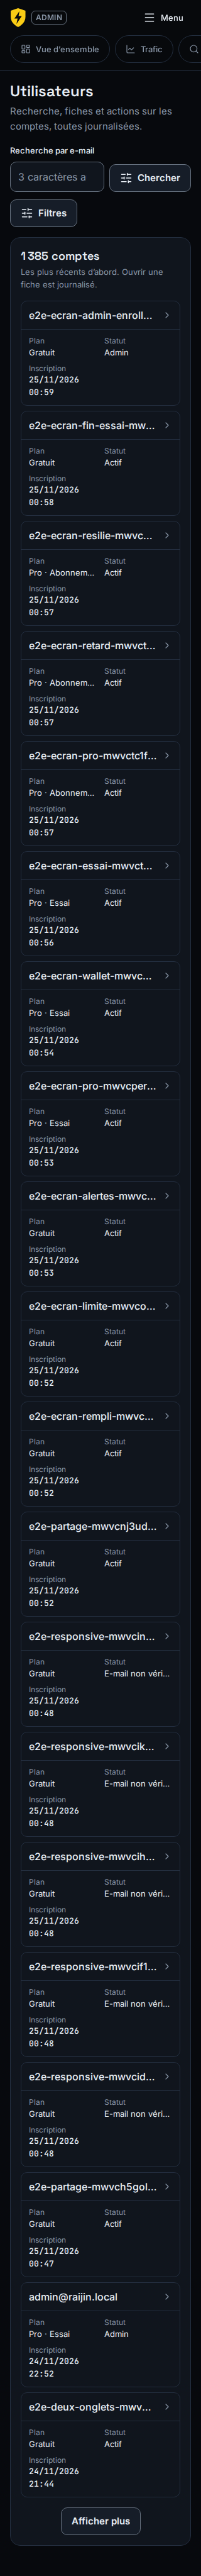 ADMIN
Menu
Vue d'ensemble
Trafic
Utilisateurs
Recherche, fiches et actions sur les
comptes, toutes journalisées.
Recherche par e-mail
3 caractères a
Chercher
Filtres
1 385 comptes
Les plus récents d'abord. Ouvrir une
fiche est journalisé.
e2e-ecran-admin-enroll...
Plan Statut
Gratuit Admin
Inscription
25/11/2026
00:59
e2e-ecran-fin-essai-mw...
Plan Statut
Gratuit Actif
Inscription
25/11/2026
00:58
e2e-ecran-resilie-mwvc...
Plan Statut
Pro · Abonnem... Actif
Inscription
25/11/2026
00:57
e2e-ecran-retard-mwvct...
Plan Statut
Pro · Abonnem... Actif
Inscription
25/11/2026
00:57
e2e-ecran-pro-mwvctc1f...
Plan Statut
Pro · Abonnem... Actif
Inscription
25/11/2026
00:57
e2e-ecran-essai-mwvct...
Plan Statut
Pro · Essai Actif
Inscription
25/11/2026
00:56
e2e-ecran-wallet-mwvc...
Plan Statut
Pro · Essai Actif
Inscription
25/11/2026
00:54
e2e-ecran-pro-mwvcper...
Plan Statut
Pro · Essai Actif
Inscription
25/11/2026
00:53
e2e-ecran-alertes-mwvc...
Plan Statut
Gratuit Actif
Inscription
25/11/2026
00:53
e2e-ecran-limite-mwvco...
Plan Statut
Gratuit Actif
Inscription
25/11/2026
00:52
e2e-ecran-rempli-mwvc...
Plan Statut
Gratuit Actif
Inscription
25/11/2026
00:52
e2e-partage-mwvcnj3ud...
Plan Statut
Gratuit Actif
Inscription
25/11/2026
00:52
e2e-responsive-mwvcin...
Plan Statut
Gratuit E-mail non véri...
Inscription
25/11/2026
00:48
e2e-responsive-mwvcik...
Plan Statut
Gratuit E-mail non véri...
Inscription
25/11/2026
00:48
e2e-responsive-mwvcih...
Plan Statut
Gratuit E-mail non véri...
Inscription
25/11/2026
00:48
e2e-responsive-mwvcif1...
Plan Statut
Gratuit E-mail non véri...
Inscription
25/11/2026
00:48
e2e-responsive-mwvcid...
Plan Statut
Gratuit E-mail non véri...
Inscription
25/11/2026
00:48
e2e-partage-mwvch5gol...
Plan Statut
Gratuit Actif
Inscription
25/11/2026
00:47
admin@raijin.local
Plan Statut
Pro · Essai Admin
Inscription
24/11/2026
22:52
e2e-deux-onglets-mwv...
Plan Statut
Gratuit Actif
Inscription
24/11/2026
21:44
Afficher plus